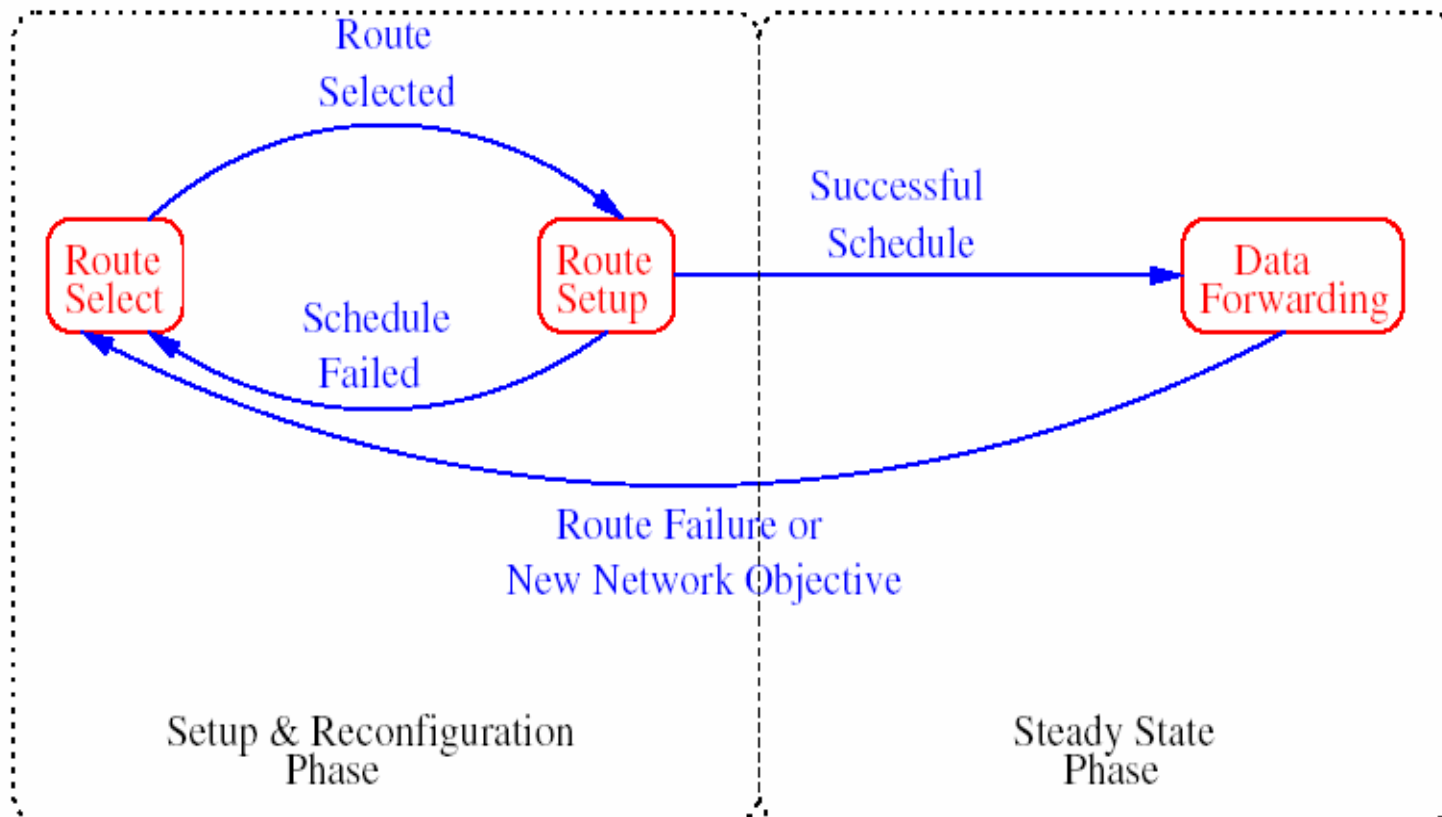 Route
Selected
Successful
Schedule
Route
Select
Route
Setup
Data
Forwarding
Schedule
Failed
Route Failure or
New Network Objective
Setup & Reconfiguration
Phase
Steady State
Phase